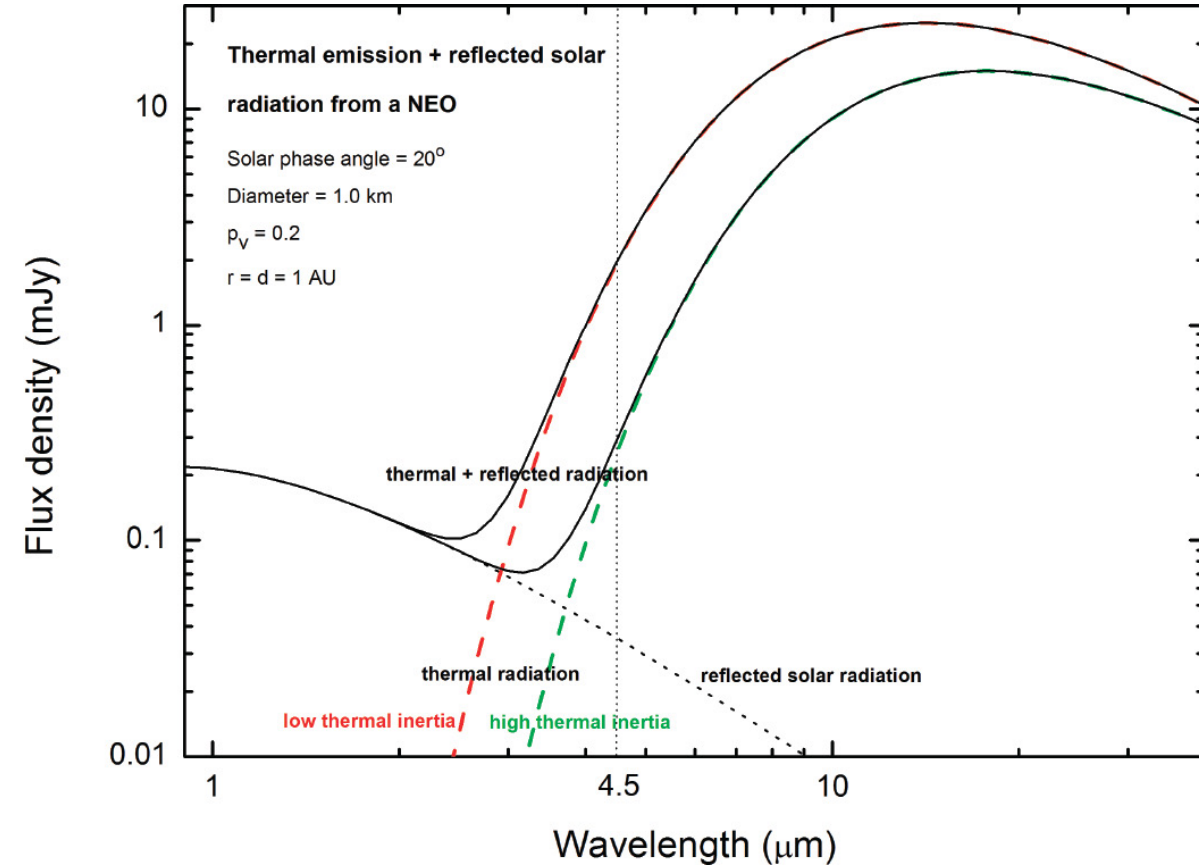 Thermal emission + reflected solar
radiation from a NEO
Solar phase angle = 20°
Diameter = 1.0 km
pV = 0.2
r = d = 1 AU
Flux density (mJy)
10
1
0.1
0.01
thermal + reflected radiation
thermal radiation
reflected solar radiation
low thermal inertia
high thermal inertia
1
4.5
10
Wavelength (μm)